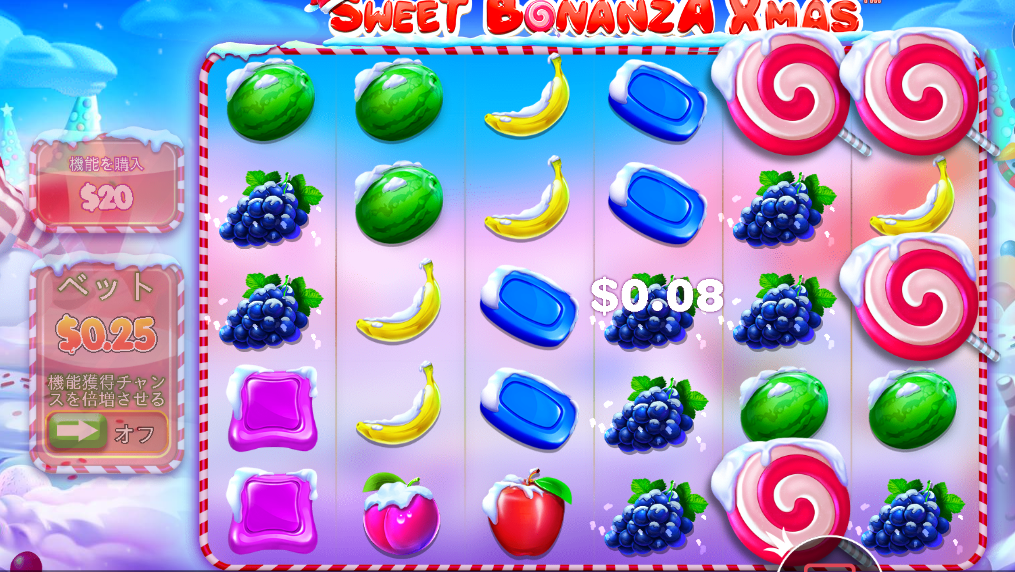 SWEET BONANZA XMAS™
機能を購入
$20
ベット
$0.25
機能獲得チャン
スを倍増させる
オフ
$0.08